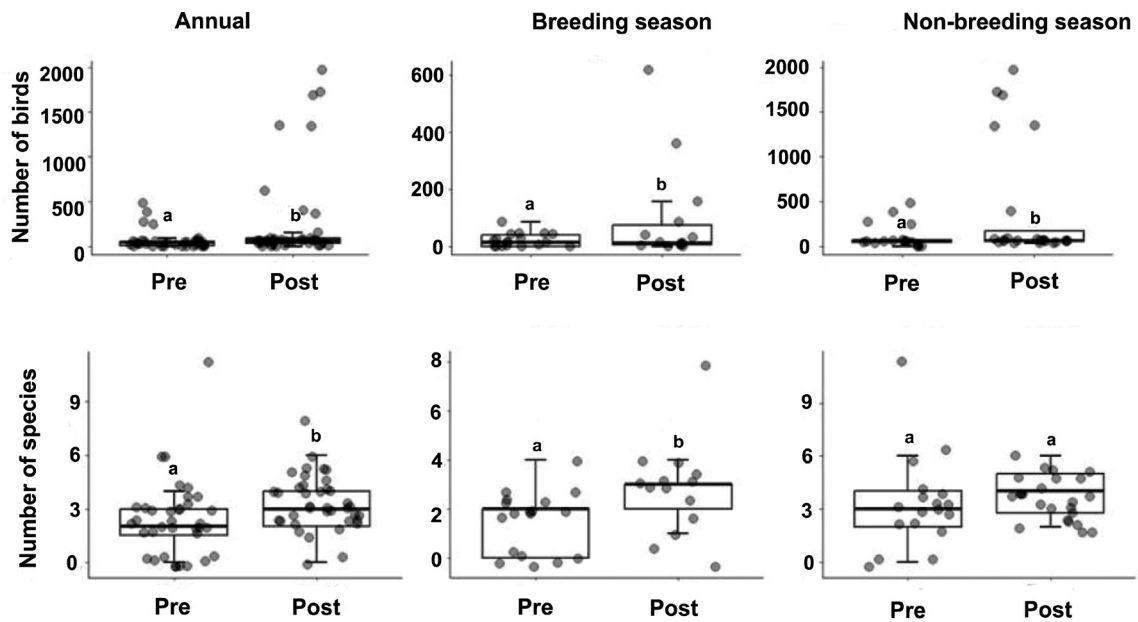 Annual Breeding season Non-breeding season
Number of birds
2000 600 2000
1500 400 1500
1000 1000
200
500 500
a b a b a b
0 0 0
Pre Post Pre Post Pre Post
Number of species
8
9 9
6
6 6
4
3 3
2
0 0 0
a b a b a a
Pre Post Pre Post Pre Post